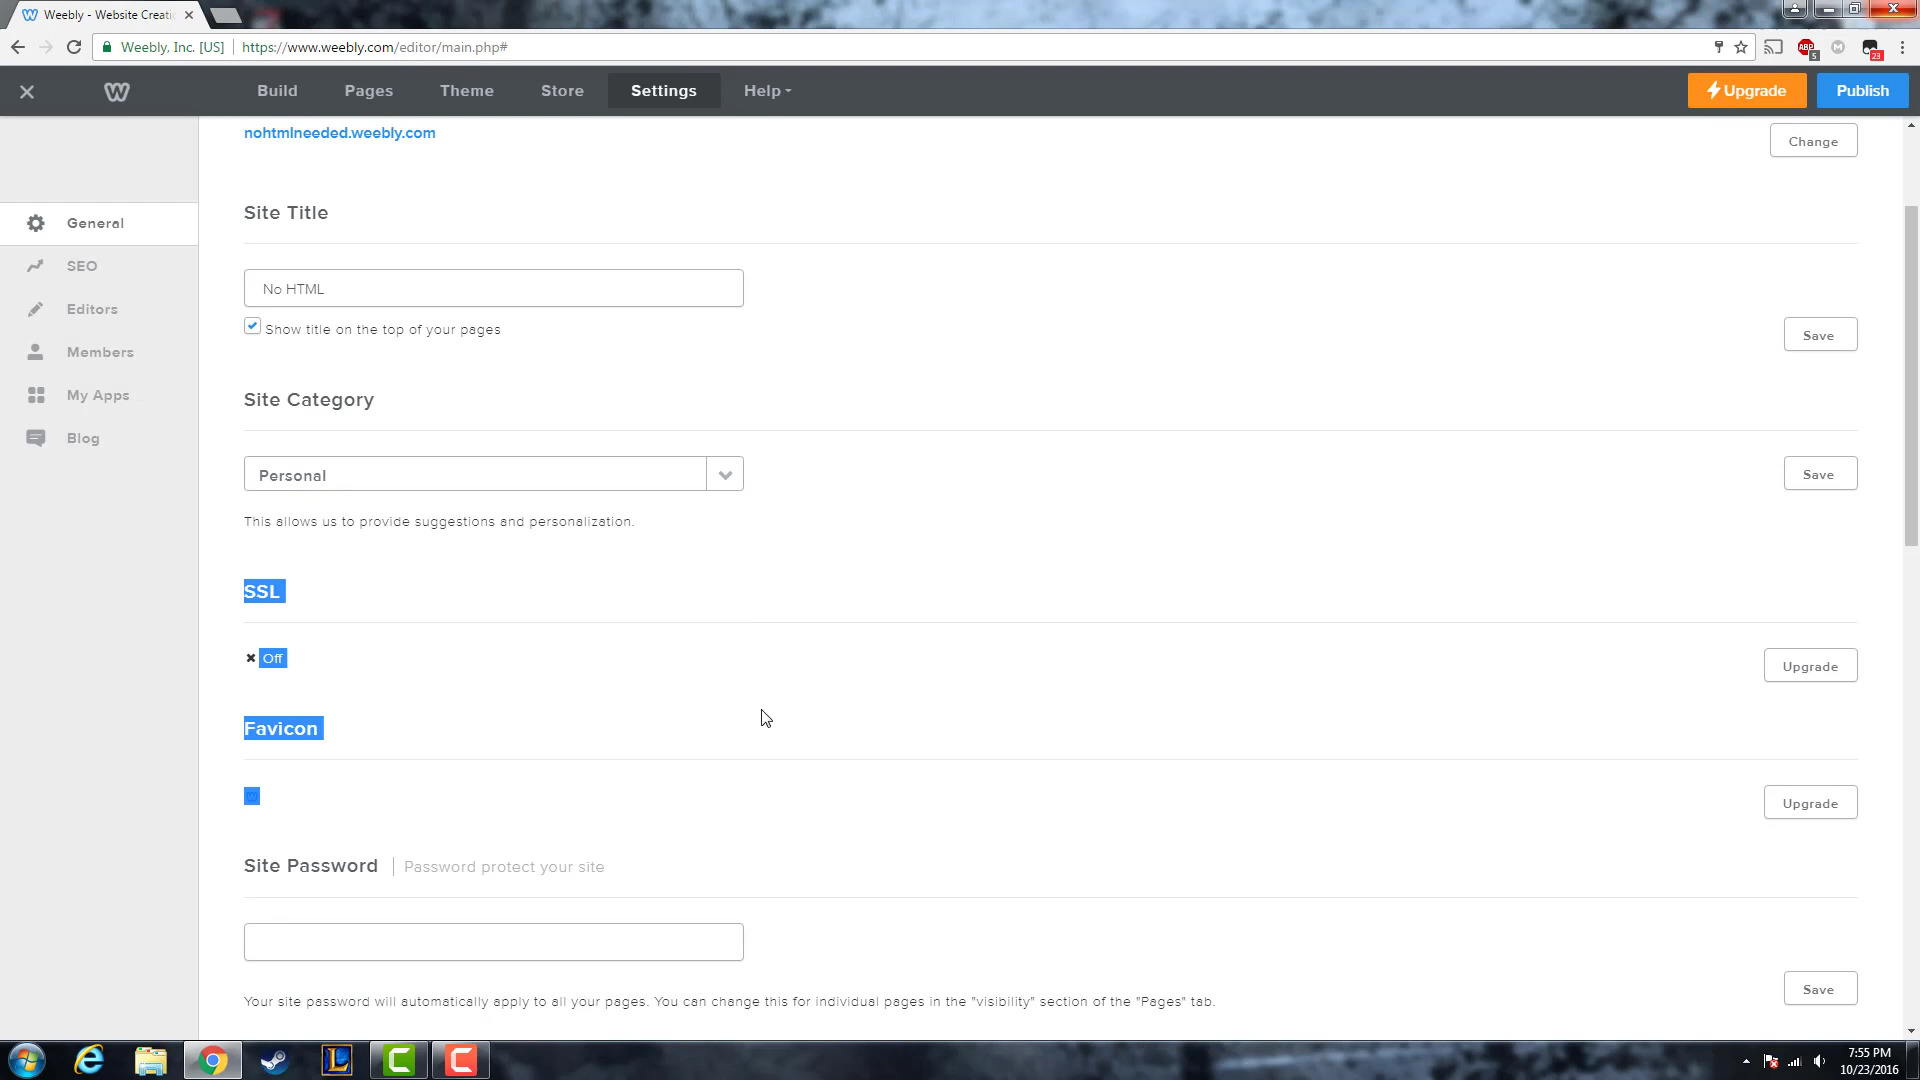 Weebly - Website Creatic
Weebly, Inc. [US]
https://www.weebly.com/editor/main.php#
ABP
5
M
23
Build
Pages
Theme
Store
Settings
Help
Upgrade
Publish
nohtmlneeded.weebly.com
Change
General
SEO
Editors
Members
My Apps
Blog
Site Title
No HTML
Show title on the top of your pages
Save
Site Category
Personal
Save
This allows us to provide suggestions and personalization.
SSL
Off
Upgrade
Favicon
Upgrade
Site Password
Password protect your site
Your site password will automatically apply to all your pages. You can change this for individual pages in the "visibility" section of the "Pages" tab.
Save
7:55 PM
10/23/2016